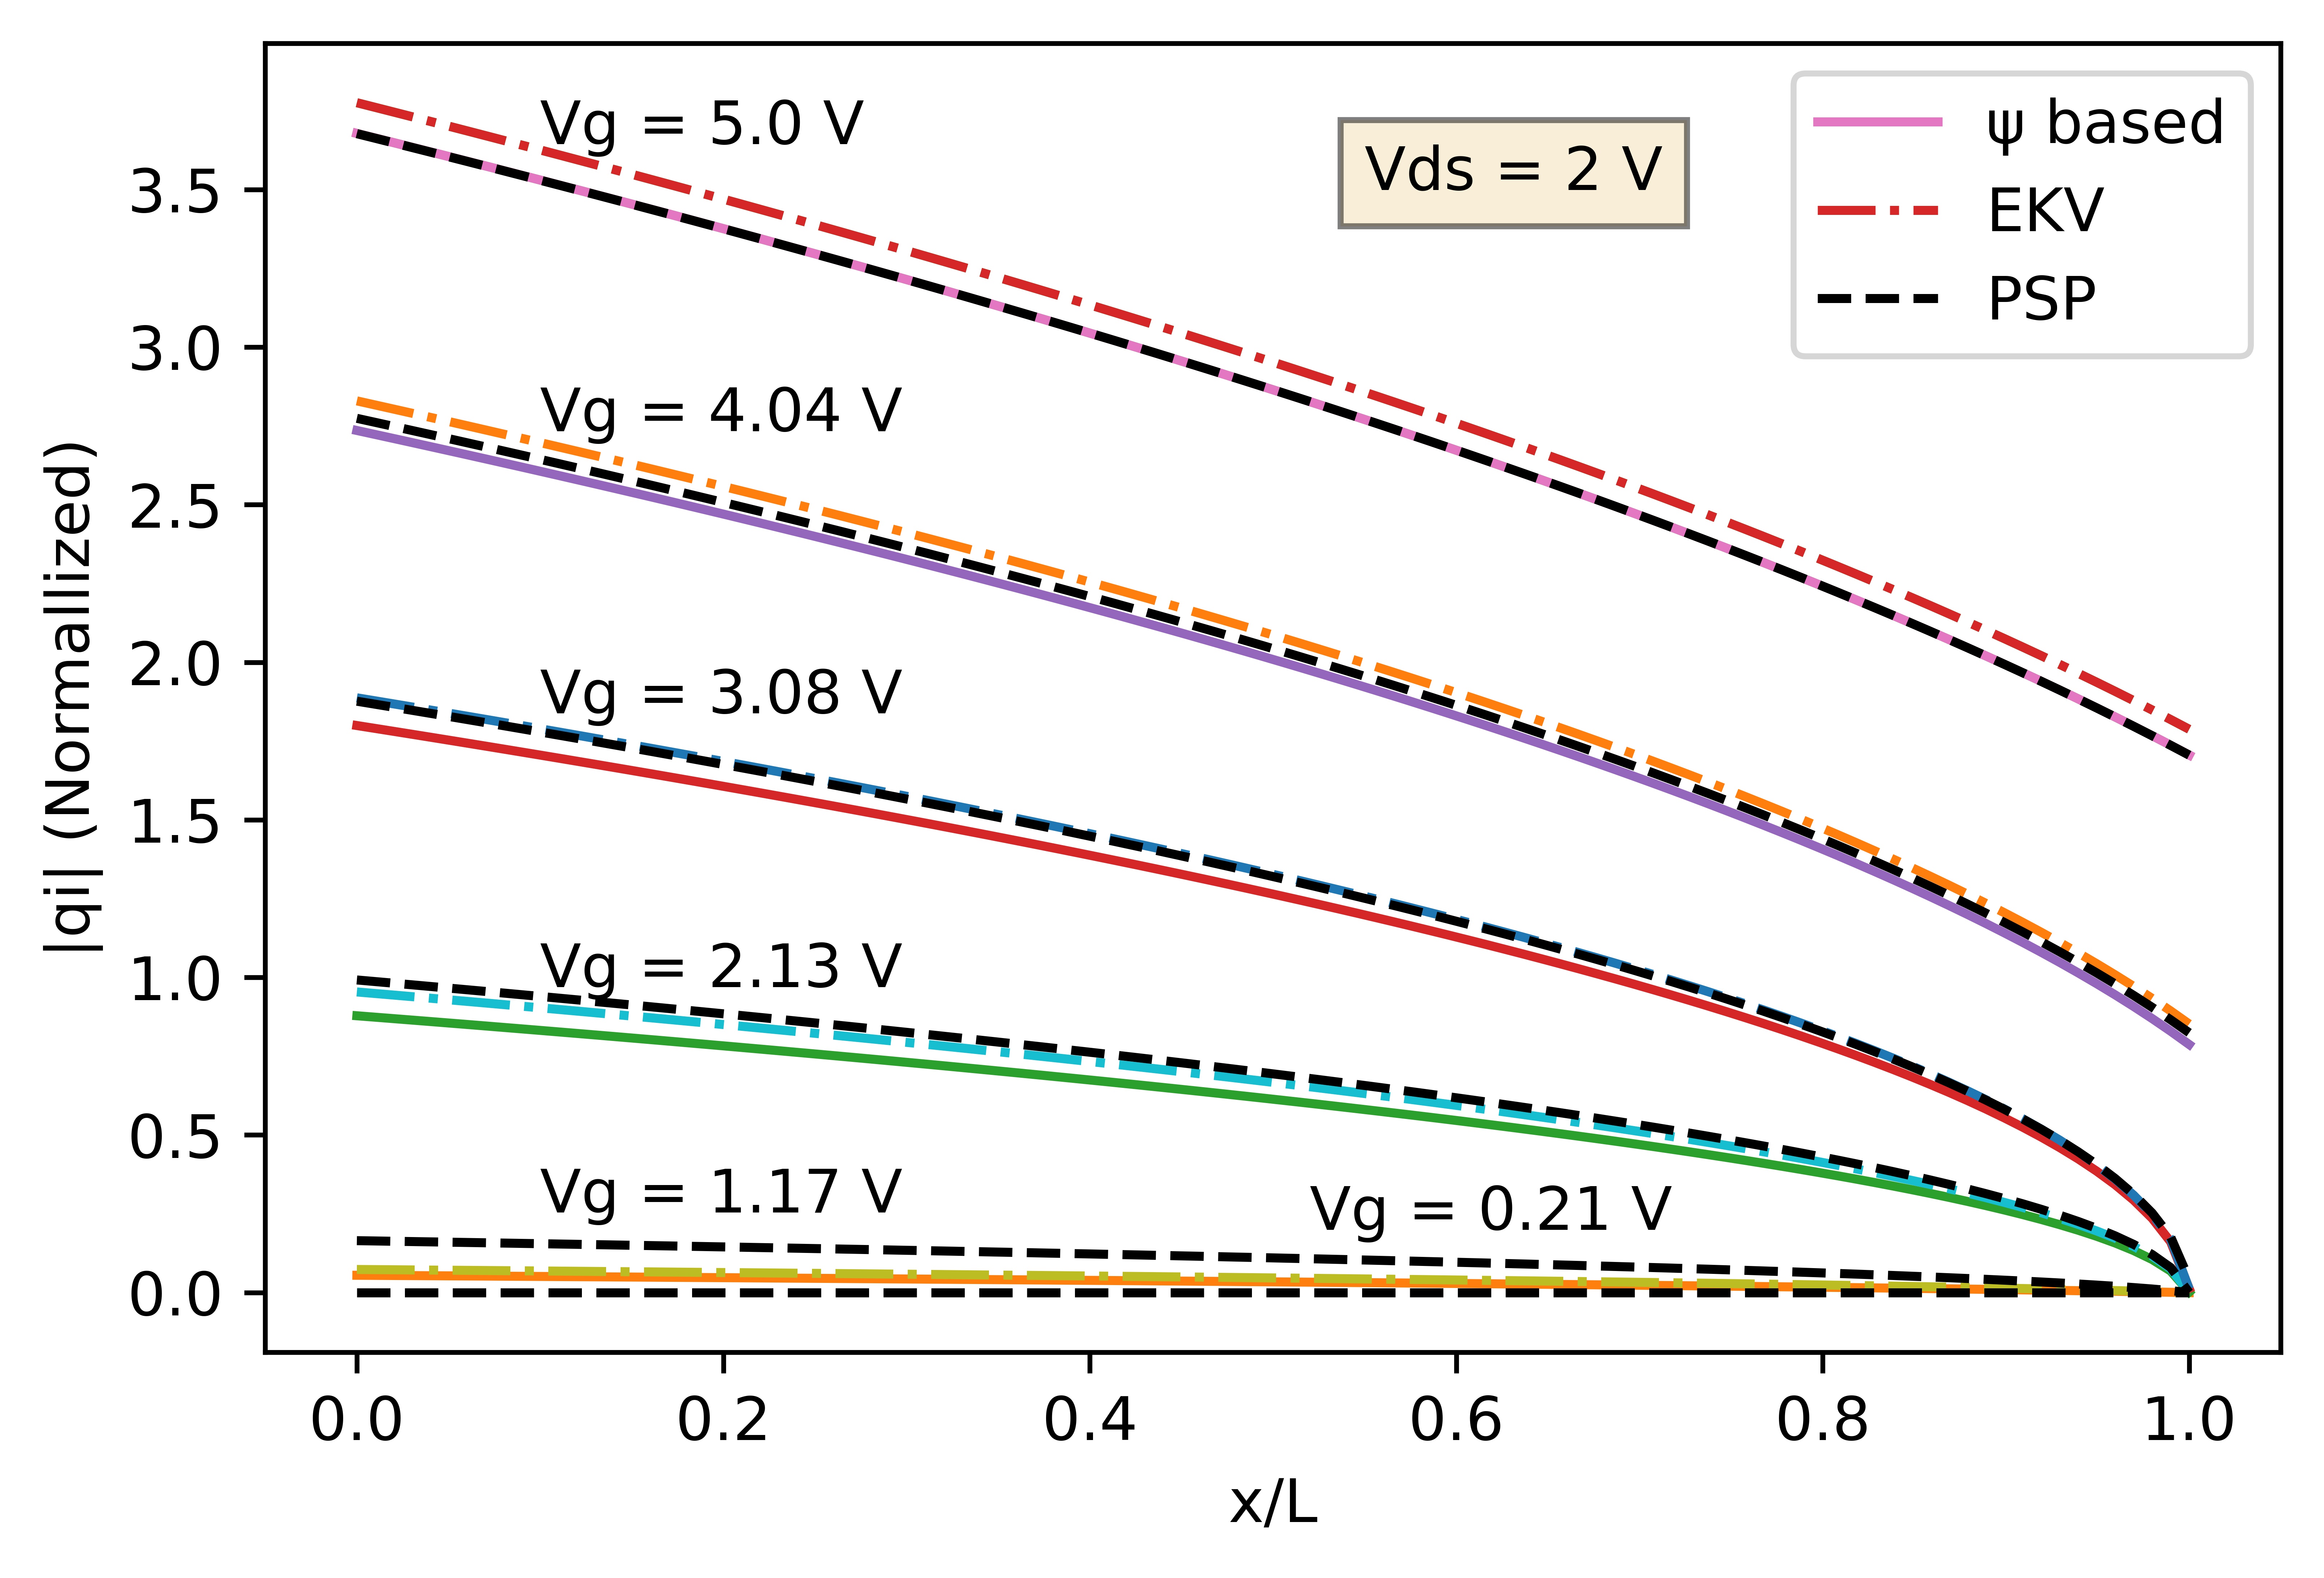 Vg = 5.0 V
Vds = 2 V
ψ based
EKV
PSP
Vg = 4.04 V
Vg = 3.08 V
Vg = 2.13 V
Vg = 1.17 V
Vg = 0.21 V
3.5
3.0
2.5
2.0
1.5
1.0
0.5
0.0
|qi| (Normallized)
0.0 0.2 0.4 0.6 0.8 1.0
x/L